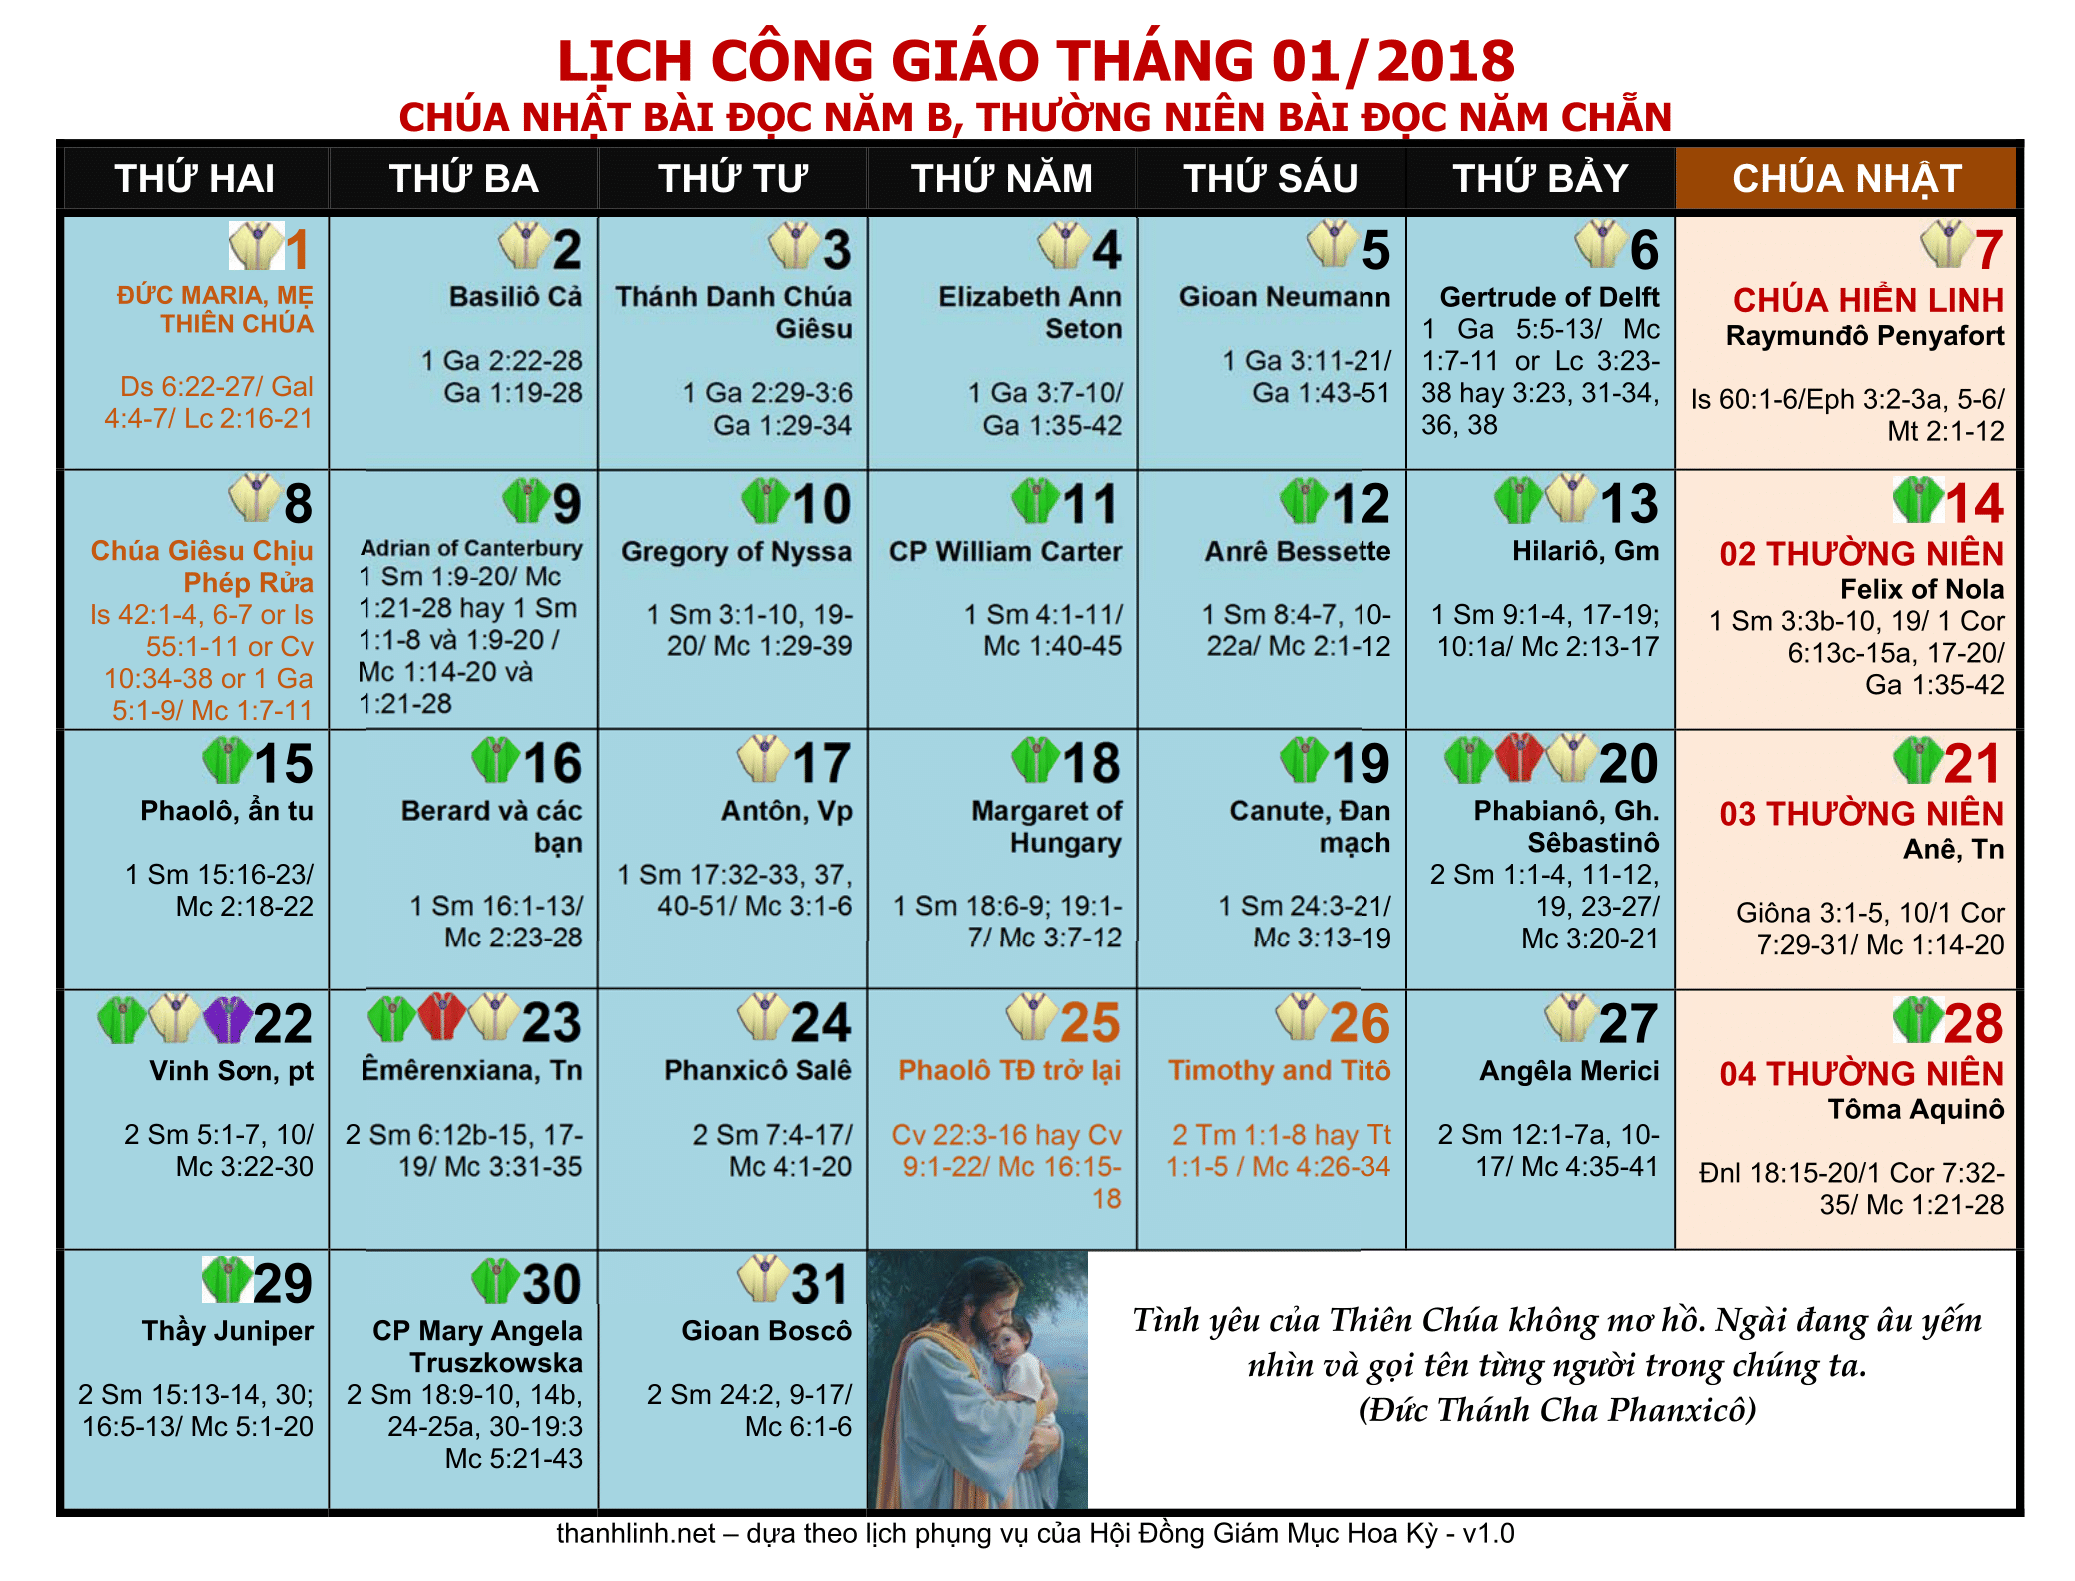 LỊCH CÔNG GIÁO THÁNG 01/2018
CHÚA NHẬT BÀI ĐỌC NĂM B, THƯỜNG NIÊN BÀI ĐỌC NĂM CHẴN
THỨ HAI
THỨ BA
THỨ TƯ
THỨ NĂM
THỨ SÁU
THỨ BẢY
CHÚA NHẬT
1
ĐỨC MARIA, MẸ
THIÊN CHÚA
Ds 6:22-27/ Gal
4:4-7/ Lc 2:16-21
2
Basiliô Cả
1 Ga 2:22-28
Ga 1:19-28
3
Thánh Danh Chúa
Giêsu
1 Ga 2:29-3:6
Ga 1:29-34
4
Elizabeth Ann
Seton
1 Ga 3:7-10/
Ga 1:35-42
5
Gioan Neumann
1 Ga 3:11-21/
Ga 1:43-51
6
Gertrude of Delft
1 Ga 5:5-13/ Mc
1:7-11 or Lc 3:23-
38 hay 3:23, 31-34,
36, 38
7
CHÚA HIỂN LINH
Raymunđô Penyafort
Is 60:1-6/Eph 3:2-3a, 5-6/
Mt 2:1-12
8
Chúa Giêsu Chịu
Phép Rửa
Is 42:1-4, 6-7 or Is
55:1-11 or Cv
10:34-38 or 1 Ga
5:1-9/ Mc 1:7-11
9
Adrian of Canterbury
1 Sm 1:9-20/ Mc
1:21-28 hay 1 Sm
1:1-8 và 1:9-20 /
Mc 1:14-20 và
1:21-28
10
Gregory of Nyssa
1 Sm 3:1-10, 19-
20/ Mc 1:29-39
11
CP William Carter
1 Sm 4:1-11/
Mc 1:40-45
12
Anrê Bessette
1 Sm 8:4-7, 10-
22a/ Mc 2:1-12
13
Hilariô, Gm
1 Sm 9:1-4, 17-19;
10:1a/ Mc 2:13-17
14
02 THƯỜNG NIÊN
Felix of Nola
1 Sm 3:3b-10, 19/ 1 Cor
6:13c-15a, 17-20/
Ga 1:35-42
15
Phaolô, ẩn tu
1 Sm 15:16-23/
Mc 2:18-22
16
Berard và các
bạn
1 Sm 16:1-13/
Mc 2:23-28
17
Antôn, Vp
1 Sm 17:32-33, 37,
40-51/ Mc 3:1-6
18
Margaret of
Hungary
1 Sm 18:6-9; 19:1-
7/ Mc 3:7-12
19
Canute, Đan
mạch
1 Sm 24:3-21/
Mc 3:13-19
20
Phabianô, Gh.
Sêbastinô
2 Sm 1:1-4, 11-12,
19, 23-27/
Mc 3:20-21
21
03 THƯỜNG NIÊN
Anê, Tn
Giôna 3:1-5, 10/1 Cor
7:29-31/ Mc 1:14-20
22
Vinh Sơn, pt
2 Sm 5:1-7, 10/
Mc 3:22-30
23
Êmêrenxiana, Tn
2 Sm 6:12b-15, 17-
19/ Mc 3:31-35
24
Phanxicô Salê
2 Sm 7:4-17/
Mc 4:1-20
25
Phaolô TĐ trở lại
Cv 22:3-16 hay Cv
9:1-22/ Mc 16:15-
18
26
Timothy and Titô
2 Tm 1:1-8 hay Tt
1:1-5 / Mc 4:26-34
27
Angêla Merici
2 Sm 12:1-7a, 10-
17/ Mc 4:35-41
28
04 THƯỜNG NIÊN
Tôma Aquinô
Đnl 18:15-20/1 Cor 7:32-
35/ Mc 1:21-28
29
Thầy Juniper
2 Sm 15:13-14, 30;
16:5-13/ Mc 5:1-20
30
CP Mary Angela
Truszkowska
2 Sm 18:9-10, 14b,
24-25a, 30-19:3
Mc 5:21-43
31
Gioan Boscô
2 Sm 24:2, 9-17/
Mc 6:1-6
Tình yêu của Thiên Chúa không mơ hồ. Ngài đang âu yếm
nhìn và gọi tên từng người trong chúng ta.
(Đức Thánh Cha Phanxicô)
thanhlinh.net – dựa theo lịch phụng vụ của Hội Đồng Giám Mục Hoa Kỳ - v1.0